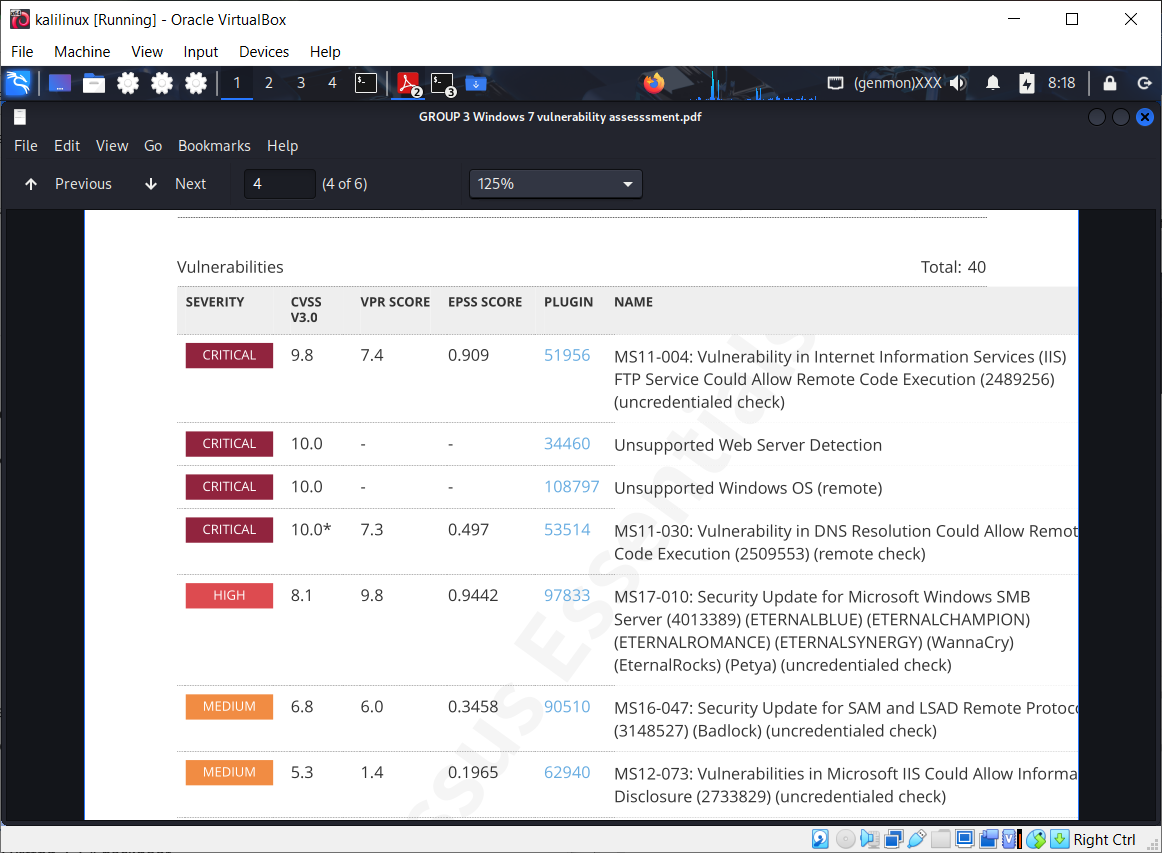 kalilinux [Running] - Oracle VirtualBox
File Machine View Input Devices Help
1 2 3 4 2 3 (genmon)XXX 8:18
GROUP 3 Windows 7 vulnerability assesssment.pdf
File Edit View Go Bookmarks Help
Previous Next 4 (4 of 6) 125%
Vulnerabilities Total: 40
SEVERITY CVSS VPR SCORE EPSS SCORE PLUGIN NAME
V3.0
CRITICAL 9.8 7.4 0.909 51956 MS11-004: Vulnerability in Internet Information Services (IIS)
FTP Service Could Allow Remote Code Execution (2489256)
(uncredentialed check)
CRITICAL 10.0 - - 34460 Unsupported Web Server Detection
CRITICAL 10.0 - - 108797 Unsupported Windows OS (remote)
CRITICAL 10.0* 7.3 0.497 53514 MS11-030: Vulnerability in DNS Resolution Could Allow Remot
Code Execution (2509553) (remote check)
HIGH 8.1 9.8 0.9442 97833 MS17-010: Security Update for Microsoft Windows SMB
Server (4013389) (ETERNALBLUE) (ETERNALCHAMPION)
(ETERNALROMANCE) (ETERNALSYNERGY) (WannaCry)
(EternalRocks) (Petya) (uncredentialed check)
MEDIUM 6.8 6.0 0.3458 90510 MS16-047: Security Update for SAM and LSAD Remote Protoc
(3148527) (Badlock) (uncredentialed check)
MEDIUM 5.3 1.4 0.1965 62940 MS12-073: Vulnerabilities in Microsoft IIS Could Allow Informa
Disclosure (2733829) (uncredentialed check)
ssus Essentials
Right Ctrl